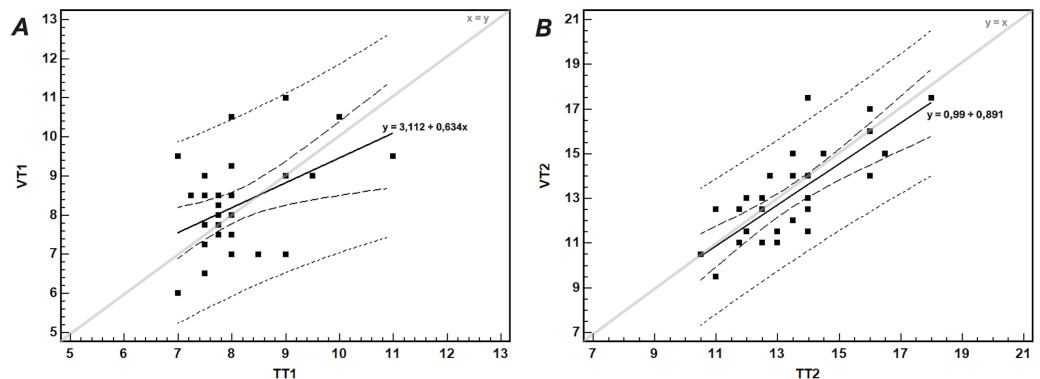 A
x = y
13
12
11
10
9
8
7
6
5
VT1
y = 3,112 + 0,634x
5 6 7 8 9 10 11 12 13
TT1
B
y = x
21
19
17
15
13
11
9
7
VT2
y = 0,99 + 0,891
7 9 11 13 15 17 19 21
TT2